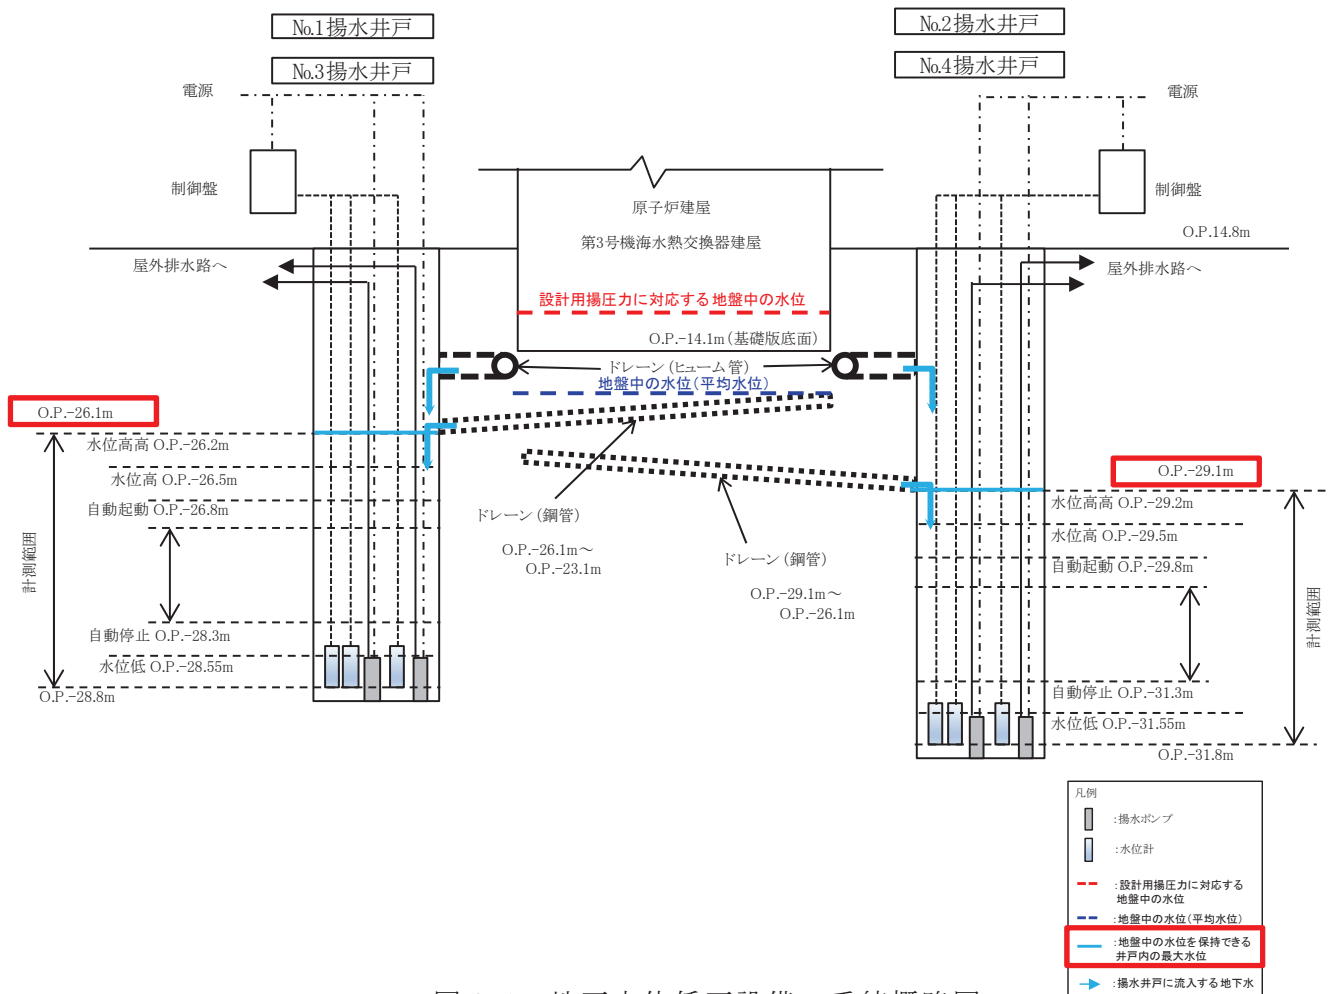 No.1揚水井戸
No.2揚水井戸
No.3揚水井戸
No.4揚水井戸
電源
電源
制御盤
制御盤
原子炉建屋
第3号機海水熱交換器建屋
O.P.14.8m
屋外排水路へ
屋外排水路へ
設計用揚圧力に対応する地盤中の水位
O.P.-14.1m(基礎版底面)
ドレーン(ヒューム管)
地盤中の水位(平均水位)
O.P.-26.1m
水位高高 O.P.-26.2m
水位高 O.P.-26.5m
自動起動 O.P.-26.8m
計測範囲
自動停止 O.P.-28.3m
水位低 O.P.-28.55m
O.P.-28.8m
ドレーン(鋼管)
O.P.-26.1m～
O.P.-23.1m
ドレーン(鋼管)
O.P.-29.1m～
O.P.-26.1m
O.P.-29.1m
水位高高 O.P.-29.2m
水位高 O.P.-29.5m
自動起動 O.P.-29.8m
計測範囲
自動停止 O.P.-31.3m
水位低 O.P.-31.55m
O.P.-31.8m
凡例
:揚水ポンプ
:水位計
:設計用揚圧力に対応する
地盤中の水位
:地盤中の水位(平均水位)
:地盤中の水位を保持できる
井戸内の最大水位
:揚水井戸に流入する地下水